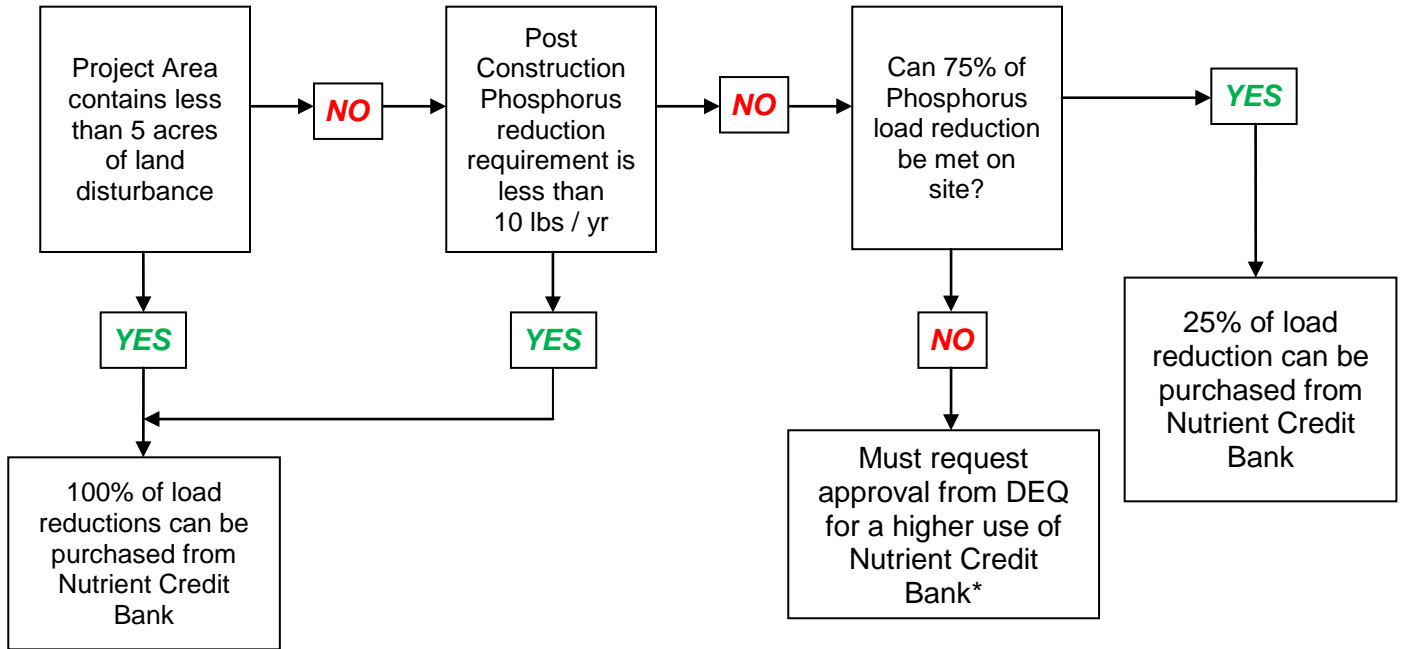 Project Area
contains less
than 5 acres
of land
disturbance
NO
Post
Construction
Phosphorus
reduction
requirement is
less than
10 lbs / yr
NO
Can 75% of
Phosphorus
load reduction
be met on
site?
YES
YES
YES
NO
25% of load
reduction can be
purchased from
Nutrient Credit
Bank
100% of load
reductions can be
purchased from
Nutrient Credit
Bank
Must request
approval from DEQ
for a higher use of
Nutrient Credit
Bank*